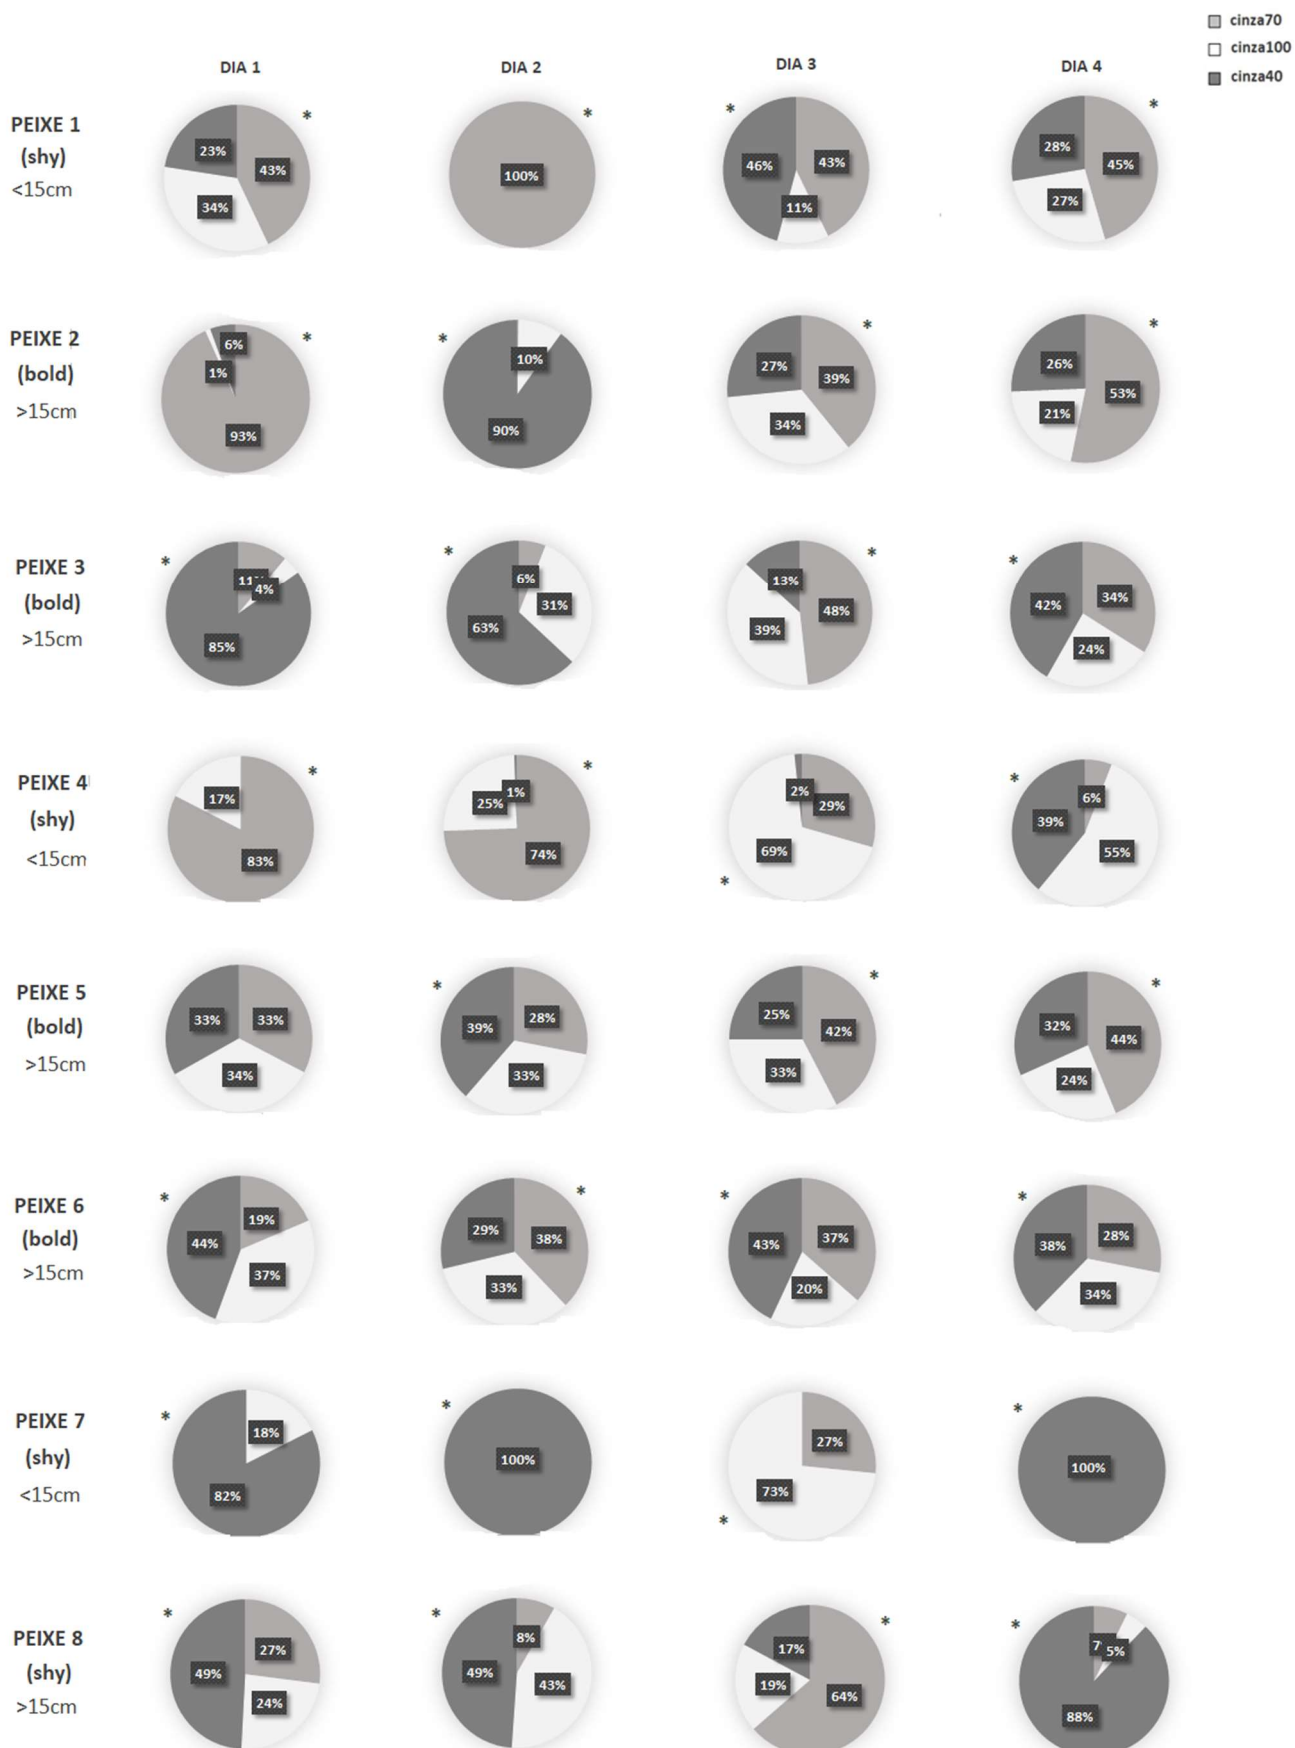 cinza70
cinza100
cinza40
DIA 1 DIA 2 DIA 3 DIA 4
PEIXE 1
(shy)
<15cm
* * * *
23% 43% 34%
100%
46% 43% 11%
28% 45% 27%
PEIXE 2
(bold)
>15cm
* * * *
6% 1% 93%
10% 90%
27% 39% 34%
26% 53% 21%
PEIXE 3
(bold)
>15cm
* * * *
4% 85%
6% 31% 63%
13% 48% 39%
42% 34% 24%
PEIXE 4
(shy)
<15cm
* * * *
17% 83%
1% 25% 74%
2% 29% 69%
6% 39% 55%
PEIXE 5
(bold)
>15cm
* * *
33% 33% 34%
39% 28% 33%
25% 42% 33%
32% 44% 24%
PEIXE 6
(bold)
>15cm
* * * *
44% 19% 37%
29% 38% 33%
43% 37% 20%
38% 28% 34%
PEIXE 7
(shy)
<15cm
* * * *
18% 82%
100%
27% 73%
100%
PEIXE 8
(shy)
>15cm
* * * *
49% 27% 24%
8% 49% 43%
17% 19% 64%
5% 88%